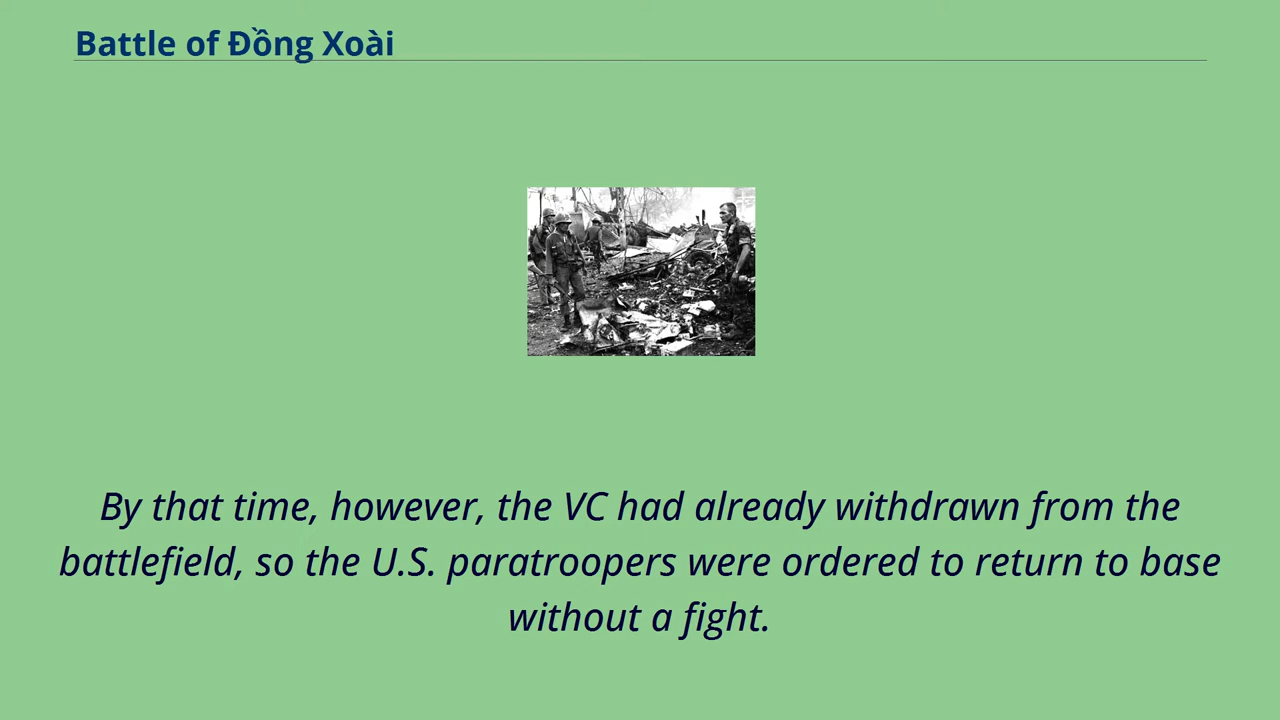 Battle of Đồng Xoài
By that time, however, the VC had already withdrawn from the
battlefield, so the U.S. paratroopers were ordered to return to base
without a fight.